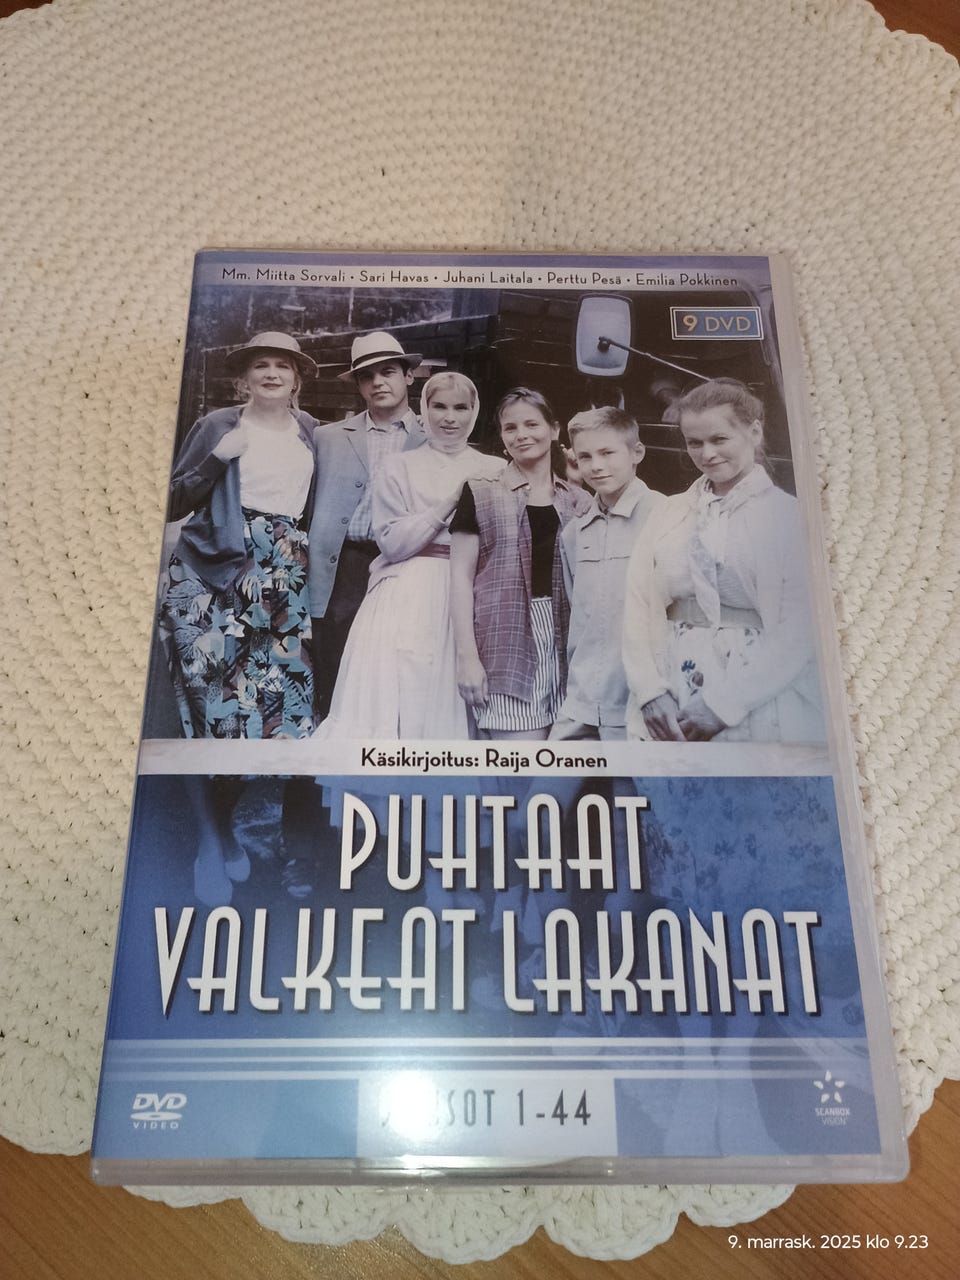 Mm. Miitta Sorvali • Sari Havas • Juhani Laitala • Perttu Pesä • Emilia Pokkinen
9 DVD
Käsikirjoitus: Raija Oranen
PUHTAAT
VALKEAT LAKANAT
1-44
DVD
VIDEO
SCANBOX
VISION
9. marrask. 2025 klo 9.23